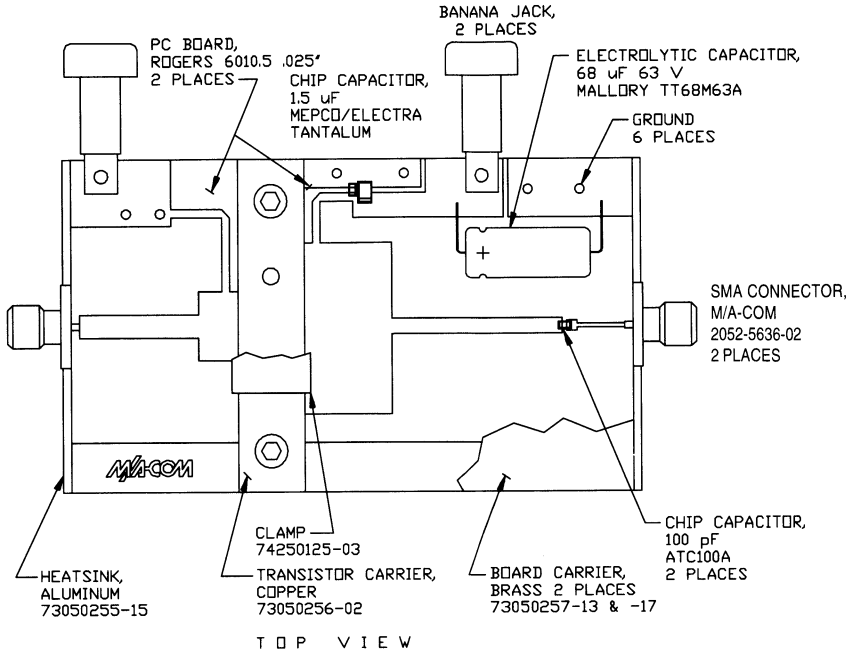 BANANA JACK,
2 PLACES
PC BOARD,
ROGERS 6010.5 .025"
2 PLACES
CHIP CAPACITOR,
1.5 uF
MEPCO/ELECTRA
TANTALUM
ELECTROLYTIC CAPACITOR,
68 uF 63 V
MALLORY TT68M63A
GROUND
6 PLACES
+
SMA CONNECTOR,
M/A-COM
2052-5636-02
2 PLACES
M/A-COM
CLAMP
74250125-03
CHIP CAPACITOR,
100 pF
ATC100A
2 PLACES
HEATSINK,
ALUMINUM
73050255-15
TRANSISTOR CARRIER,
COPPER
73050256-02
BOARD CARRIER,
BRASS 2 PLACES
73050257-13 & -17
TOP VIEW